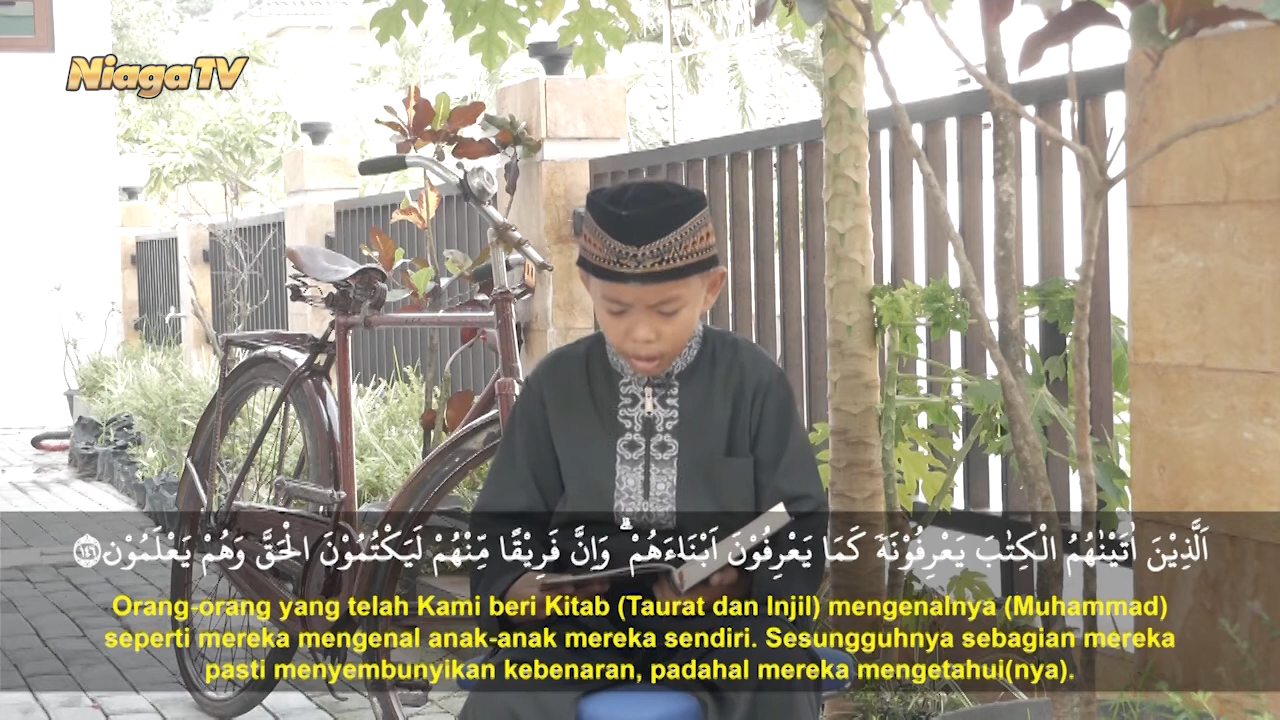 NiagaTV
اَلَّذِيْنَ اٰتَيْنٰهُمُ الْكِتٰبَ يَعْرِفُوْنَهٗ كَمَا يَعْرِفُوْنَ اَبْنَاۤءَهُمْ ۗ وَاِنَّ فَرِيْقًا مِّنْهُمْ لَيَكْتُمُوْنَ الْحَقَّ وَهُمْ يَعْلَمُوْنَ ۝١٤٦
Orang-orang yang telah Kami beri Kitab (Taurat dan Injil) mengenalnya (Muhammad)
seperti mereka mengenal anak-anak mereka sendiri. Sesungguhnya sebagian mereka
pasti menyembunyikan kebenaran, padahal mereka mengetahui(nya).